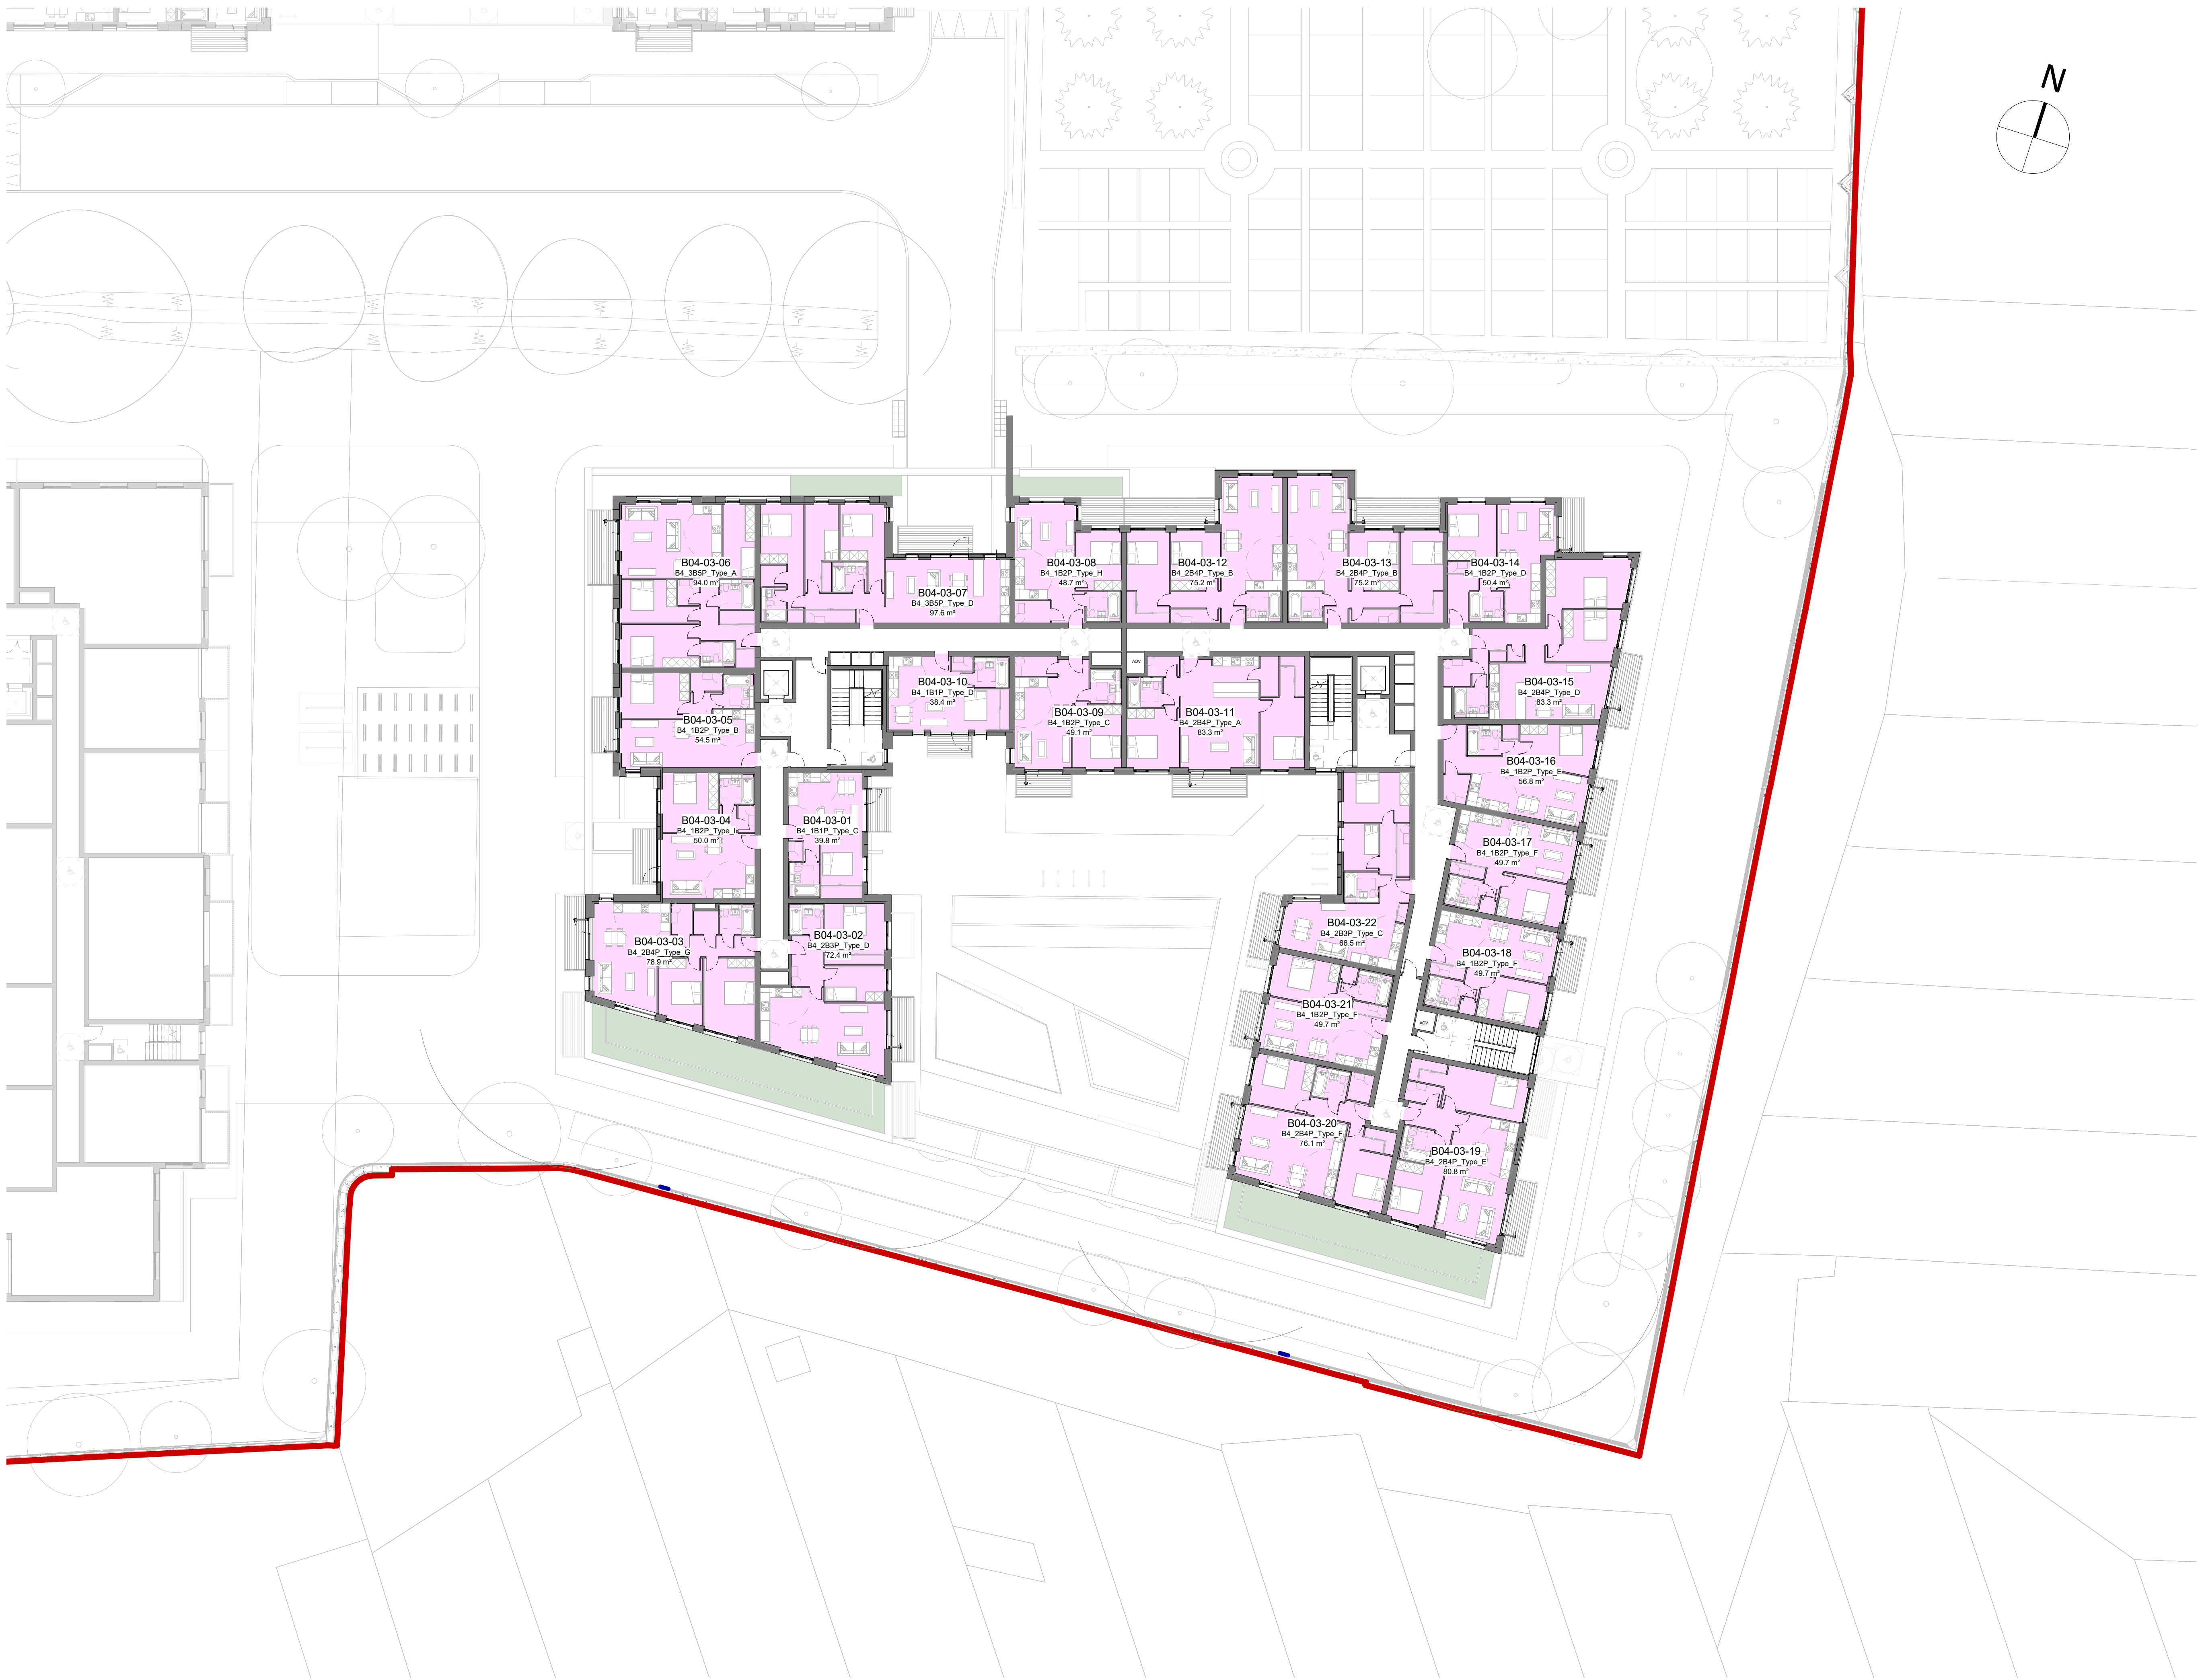 N
B04-03-06
B4_3B5P_Type_A
94.0 m²
B04-03-07
B4_3B5P_Type_D
97.6 m²
B04-03-08
B4_1B2P_Type_H
48.7 m²
B04-03-12
B4_2B4P_Type_B
75.2 m²
B04-03-13
B4_2B4P_Type_B
75.2 m²
B04-03-14
B4_1B2P_Type_D
50.4 m²
B04-03-05
B4_1B2P_Type_B
54.5 m²
B04-03-10
B4_1B1P_Type_D
38.4 m²
B04-03-09
B4_1B2P_Type_C
49.1 m²
AOV
B04-03-11
B4_2B4P_Type_A
83.3 m²
B04-03-15
B4_2B4P_Type_D
83.3 m²
B04-03-16
B4_1B2P_Type_E
56.8 m²
B04-03-04
B4_1B2P_Type_I
50.0 m²
B04-03-01
B4_1B1P_Type_C
39.8 m²
B04-03-17
B4_1B2P_Type_F
49.7 m²
B04-03-03
B4_2B4P_Type_G
78.9 m²
B04-03-02
B4_2B3P_Type_D
72.4 m²
B04-03-22
B4_2B3P_Type_C
66.5 m²
B04-03-18
B4_1B2P_Type_F
49.7 m²
B04-03-21
B4_1B2P_Type_F
49.7 m²
AOV
B04-03-20
B4_2B4P_Type_F
76.1 m²
B04-03-19
B4_2B4P_Type_E
80.8 m²